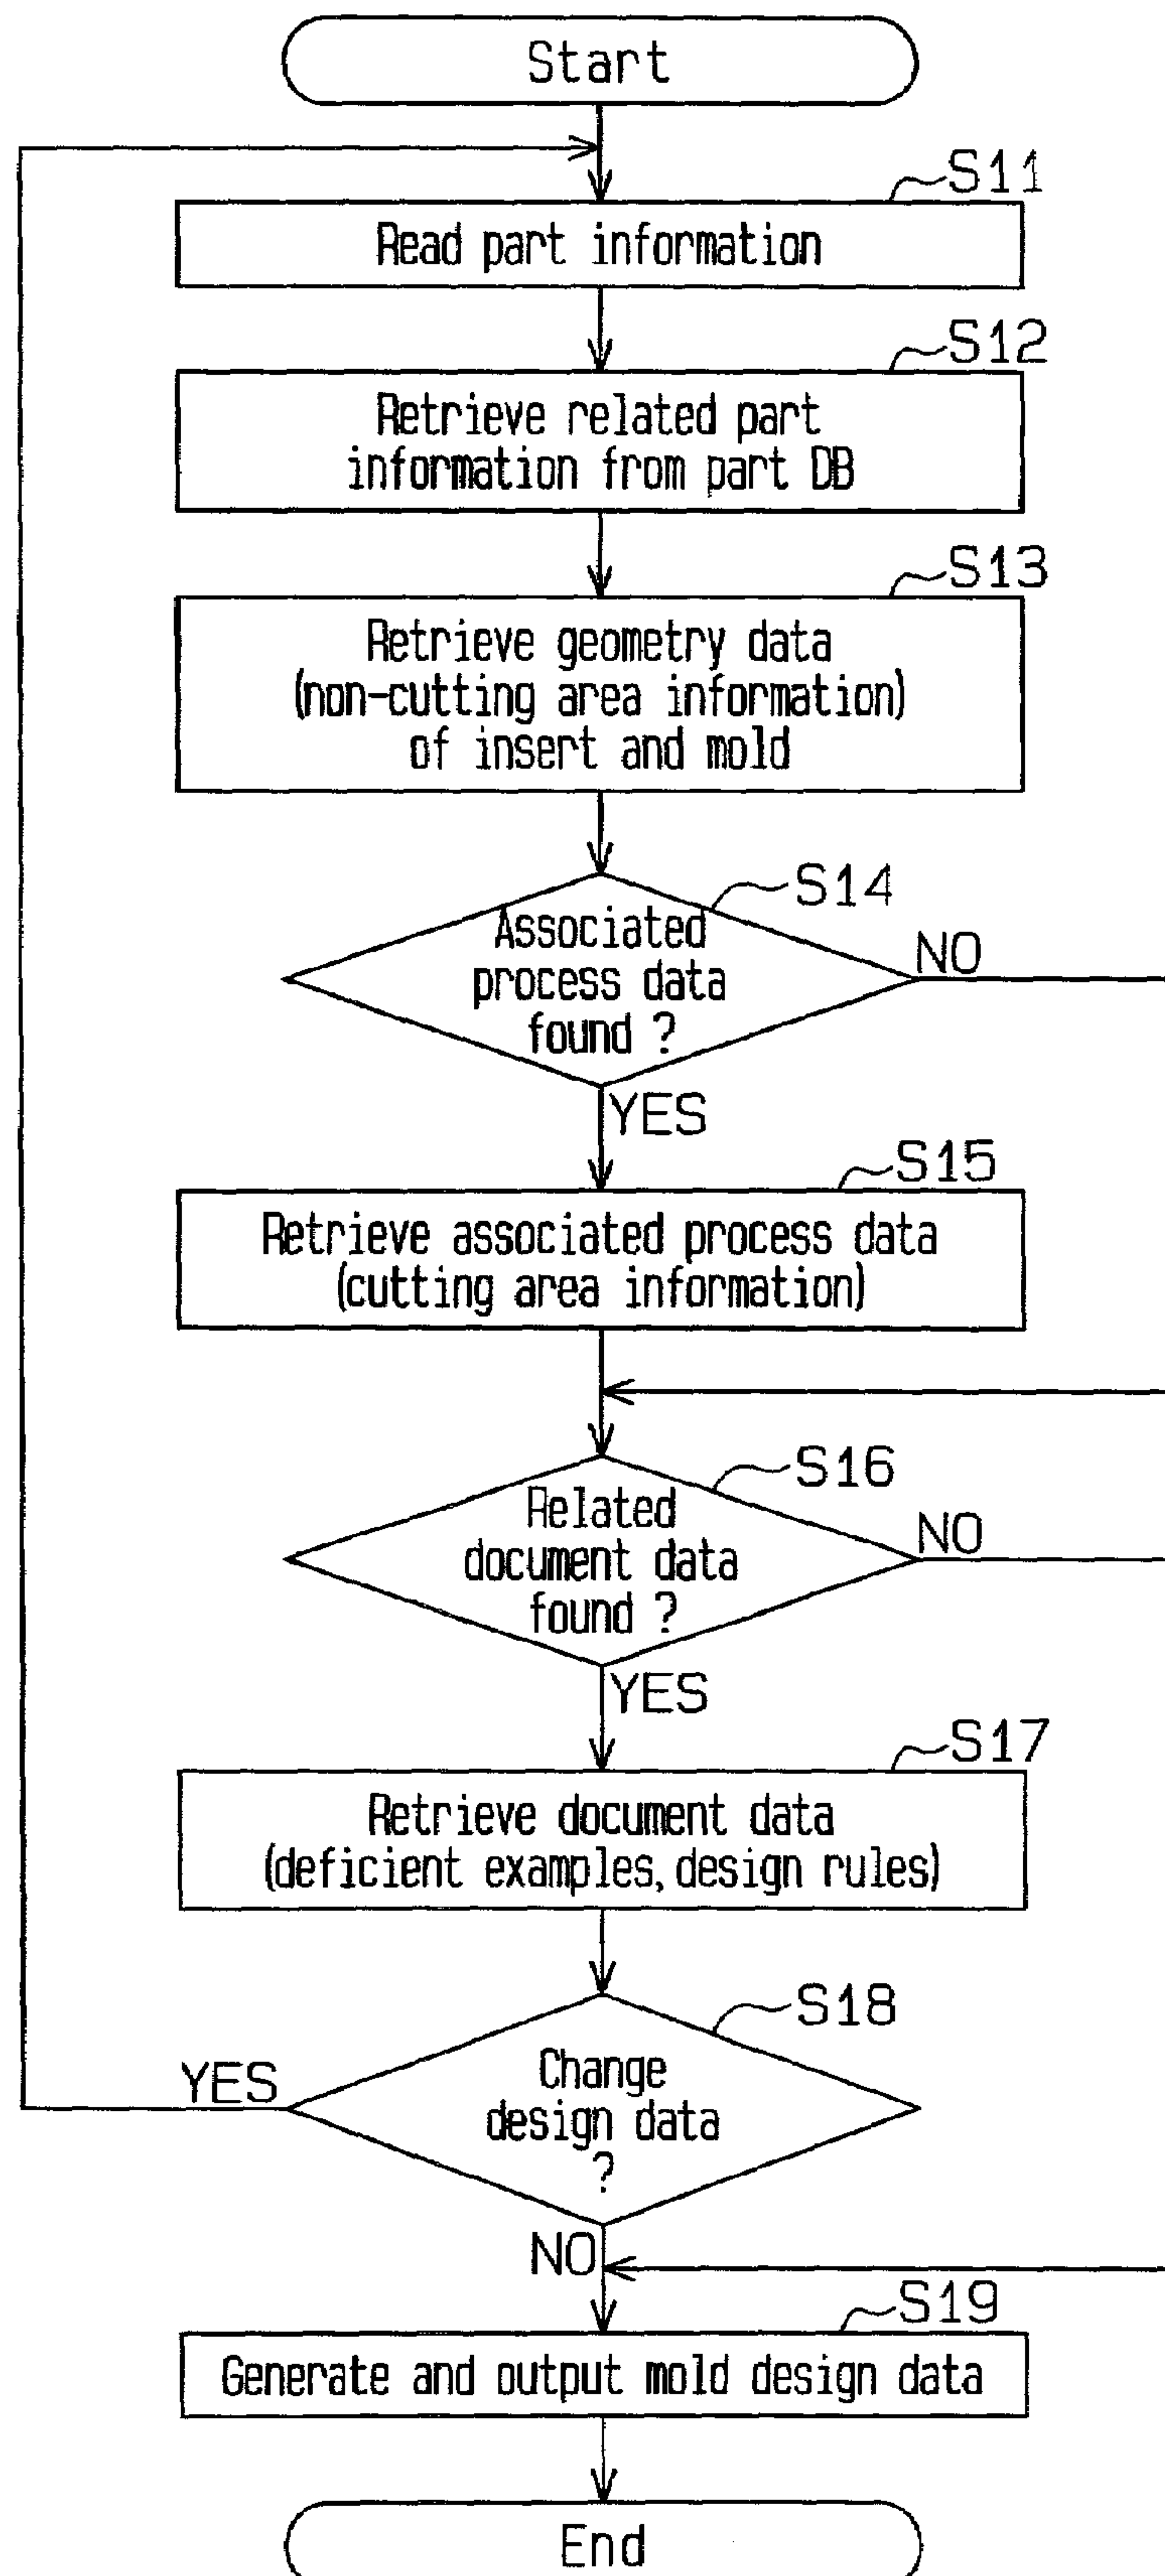 Start
S11
Read part information
S12
Retrieve related part
information from part DB
S13
Retrieve geometry data
(non-cutting area information)
of insert and mold
S14
Associated
process data
found ?
NO
YES
S15
Retrieve associated process data
(cutting area information)
S16
Related
document data
found ?
NO
YES
S17
Retrieve document data
(deficient examples, design rules)
S18
Change
design data
?
YES
NO
S19
Generate and output mold design data
End